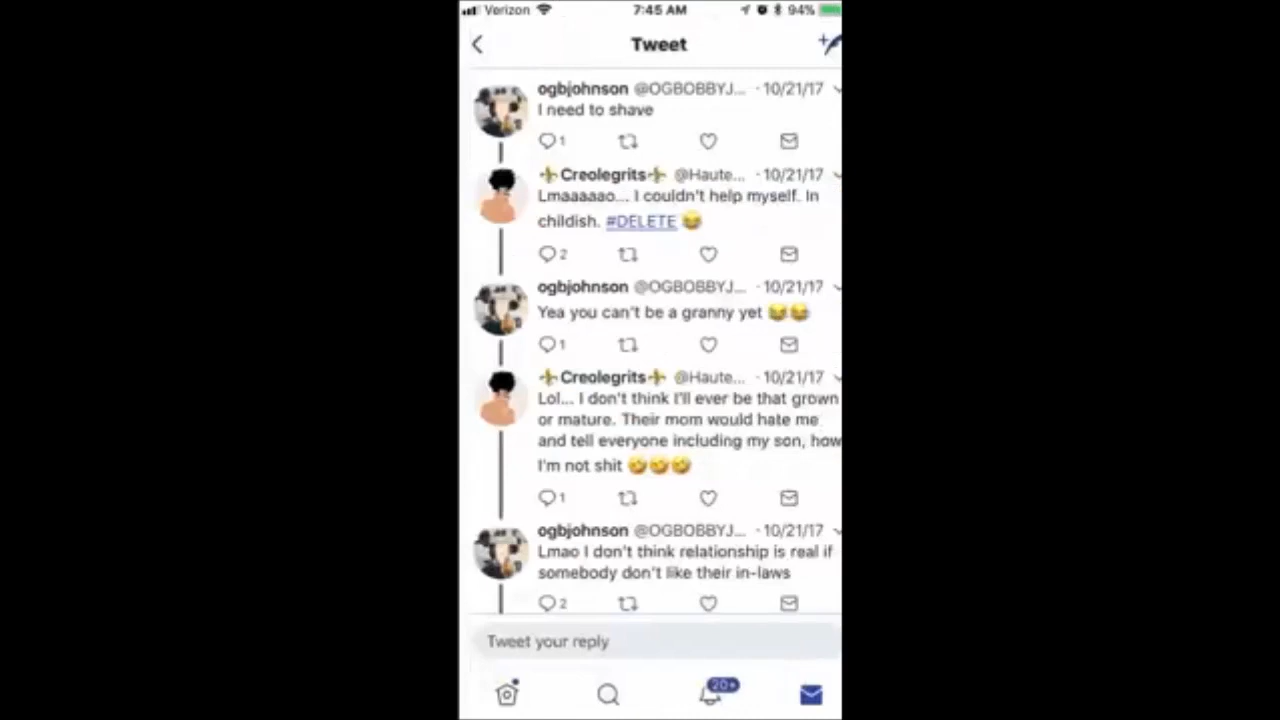 Verizon 7:45 AM 94%
Tweet
ogbjohnson @OGBOBBYJ... · 10/21/17
I need to shave
1
Creolegrits @Haute... · 10/21/17
Lmaaaaao... I couldn't help myself. In
childish. #DELETE 😂
2
ogbjohnson @OGBOBBYJ... · 10/21/17
Yea you can't be a granny yet 😂😂
1
Creolegrits @Haute... · 10/21/17
Lol... I don't think I'll ever be that grown
or mature. Their mom would hate me
and tell everyone including my son, how
I'm not shit 🤣🤣🤣
1
ogbjohnson @OGBOBBYJ... · 10/21/17
Lmao I don't think relationship is real if
somebody don't like their in-laws
2
Tweet your reply
20+